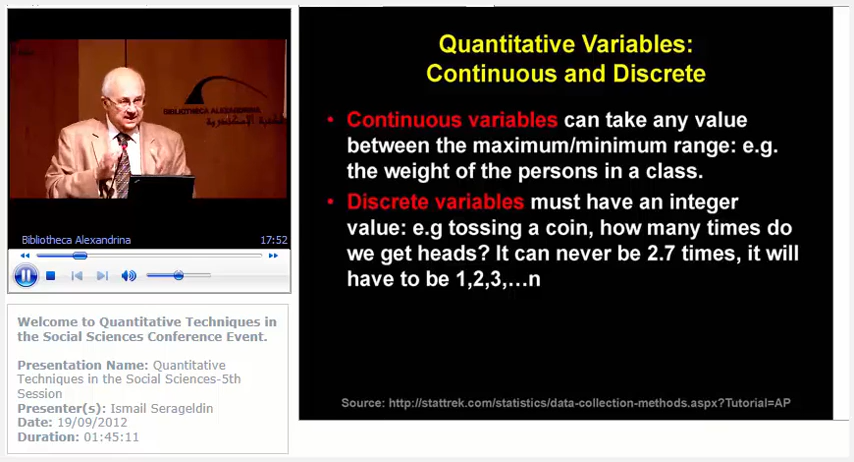 BIBLIOTHECA ALEXANDRINA
Bibliotheca Alexandrina
17:52
Welcome to Quantitative Techniques in
the Social Sciences Conference Event.
Presentation Name: Quantitative
Techniques in the Social Sciences-5th
Session
Presenter(s): Ismail Serageldin
Date: 19/09/2012
Duration: 01:45:11
Quantitative Variables:
Continuous and Discrete
• Continuous variables can take any value
between the maximum/minimum range: e.g.
the weight of the persons in a class.
• Discrete variables must have an integer
value: e.g tossing a coin, how many times do
we get heads? It can never be 2.7 times, it will
have to be 1,2,3,…n
Source: http://stattrek.com/statistics/data-collection-methods.aspx?Tutorial=AP